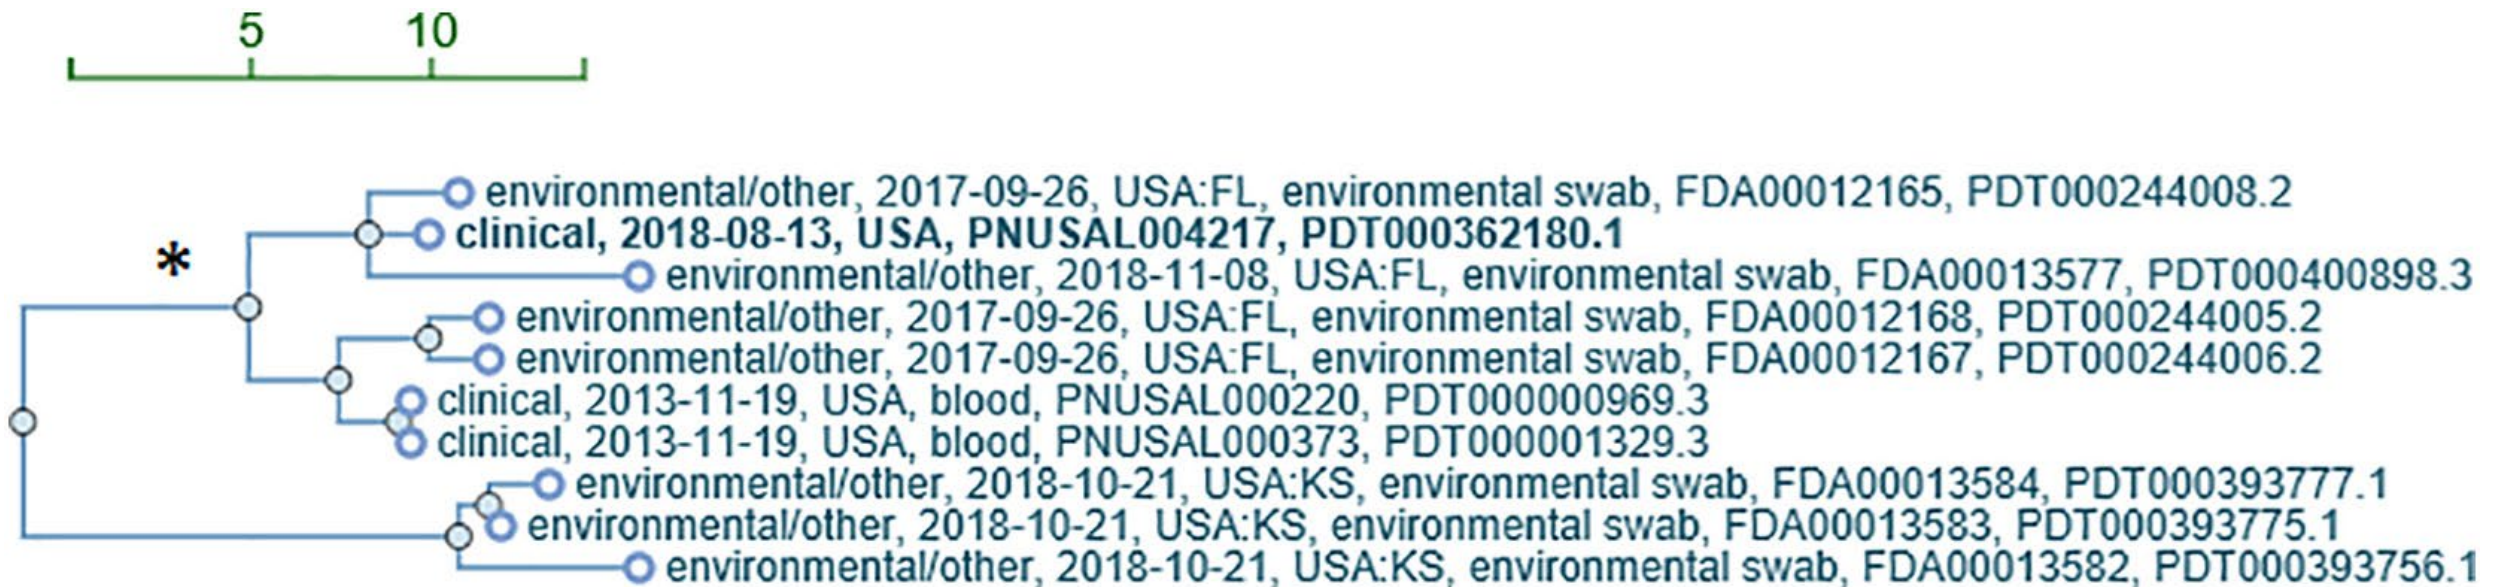 5 10
*
environmental/other, 2017-09-26, USA:FL, environmental swab, FDA00012165, PDT000244008.2
clinical, 2018-08-13, USA, PNUSAL004217, PDT000362180.1
environmental/other, 2018-11-08, USA:FL, environmental swab, FDA00013577, PDT000400898.3
environmental/other, 2017-09-26, USA:FL, environmental swab, FDA00012168, PDT000244005.2
environmental/other, 2017-09-26, USA:FL, environmental swab, FDA00012167, PDT000244006.2
clinical, 2013-11-19, USA, blood, PNUSAL000220, PDT000000969.3
clinical, 2013-11-19, USA, blood, PNUSAL000373, PDT000001329.3
environmental/other, 2018-10-21, USA:KS, environmental swab, FDA00013584, PDT000393777.1
environmental/other, 2018-10-21, USA:KS, environmental swab, FDA00013583, PDT000393775.1
environmental/other, 2018-10-21, USA:KS, environmental swab, FDA00013582, PDT000393756.1